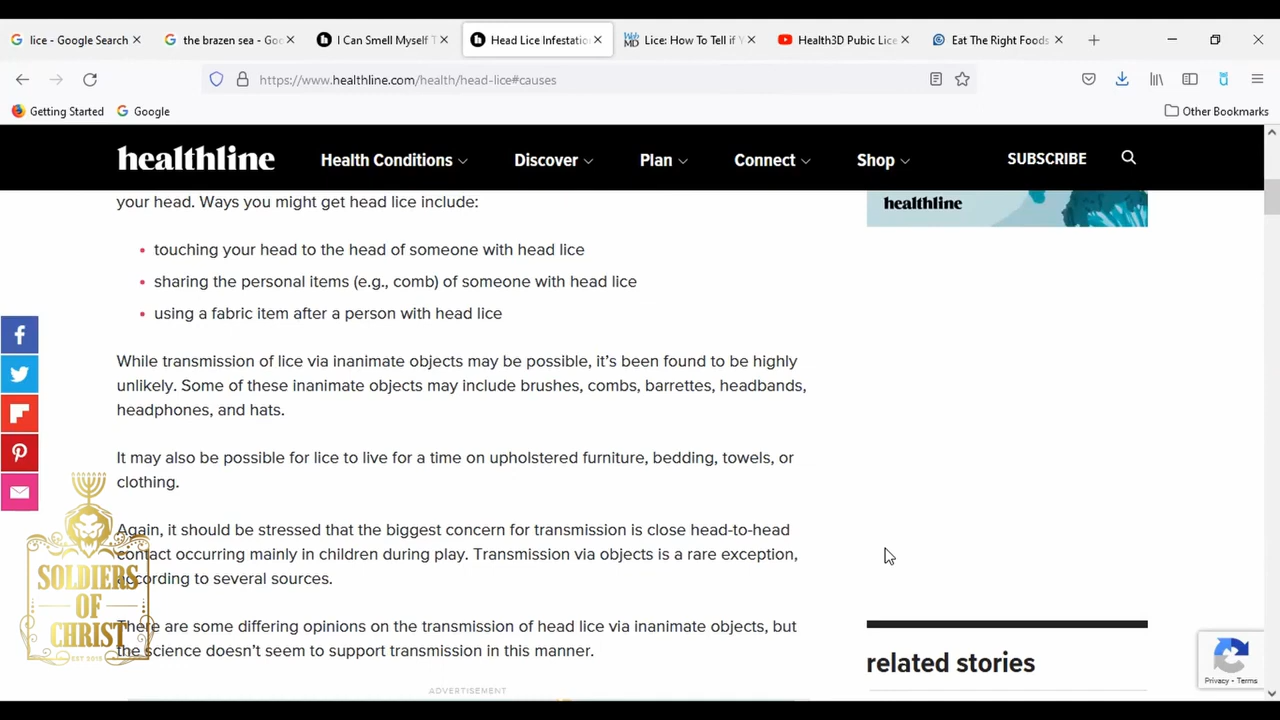 lice - Google Search
the brazen sea - Goo
I Can Smell Myself T
Head Lice Infestatio
WebMD
Lice: How To Tell if Y
Health3D Pubic Lice
Eat The Right Foods
https://www.healthline.com/health/head-lice#causes
Getting Started
Google
Other Bookmarks
healthline
Health Conditions
Discover
Plan
Connect
Shop
SUBSCRIBE
your head. Ways you might get head lice include:
healthline
• touching your head to the head of someone with head lice
• sharing the personal items (e.g., comb) of someone with head lice
• using a fabric item after a person with head lice
While transmission of lice via inanimate objects may be possible, it’s been found to be highly
unlikely. Some of these inanimate objects may include brushes, combs, barrettes, headbands,
headphones, and hats.
It may also be possible for lice to live for a time on upholstered furniture, bedding, towels, or
clothing.
Again, it should be stressed that the biggest concern for transmission is close head-to-head
contact occurring mainly in children during play. Transmission via objects is a rare exception,
according to several sources.
There are some differing opinions on the transmission of head lice via inanimate objects, but
the science doesn’t seem to support transmission in this manner.
ADVERTISEMENT
related stories
Privacy - Terms
SOLDIERS
OF
CHRIST